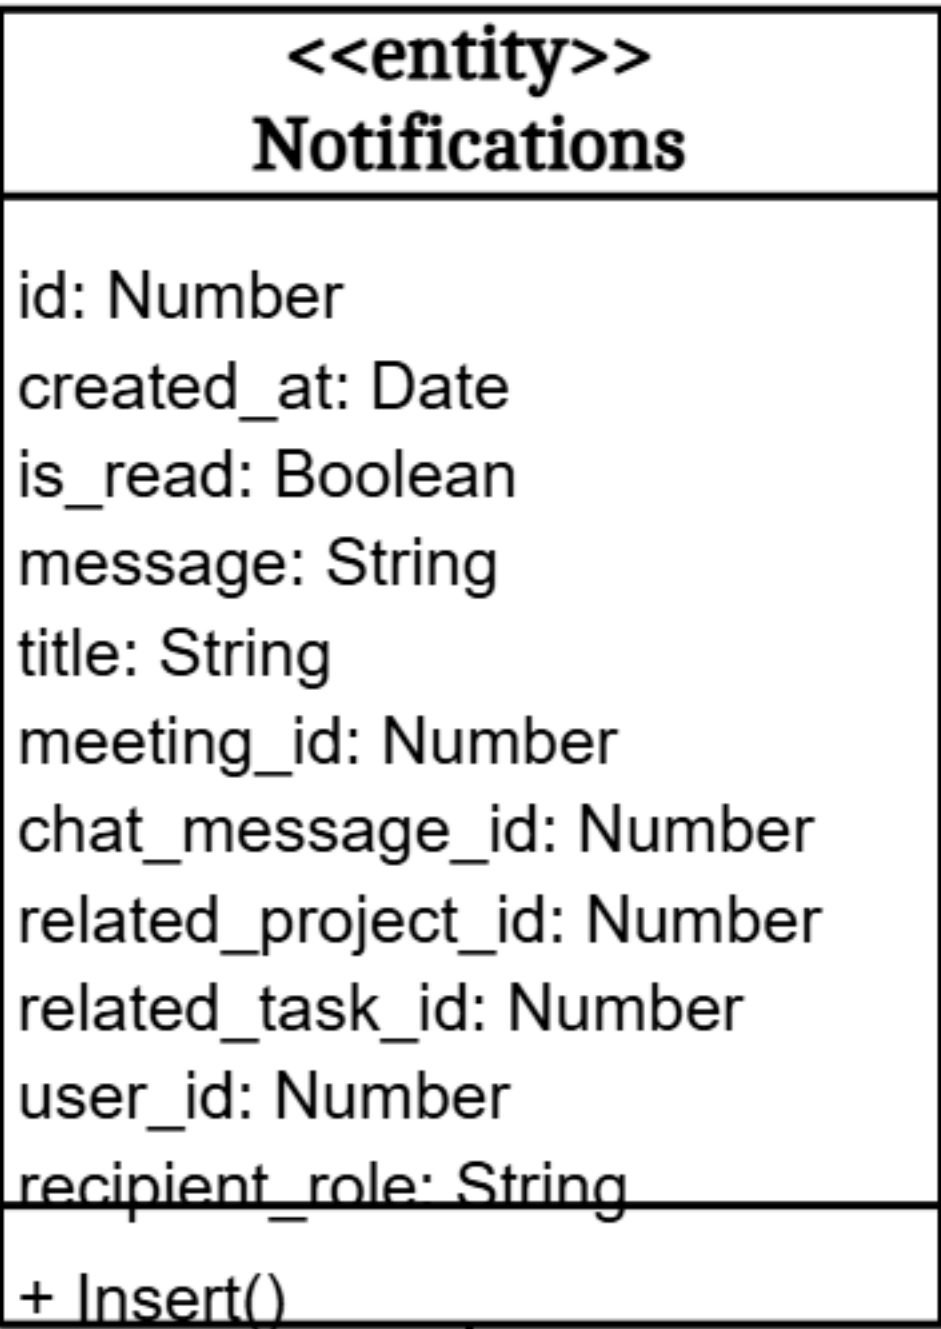 <<entity>>
Notifications
id: Number
created_at: Date
is_read: Boolean
message: String
title: String
meeting_id: Number
chat_message_id: Number
related_project_id: Number
related_task_id: Number
user_id: Number
recipient_role: String
+ Insert()